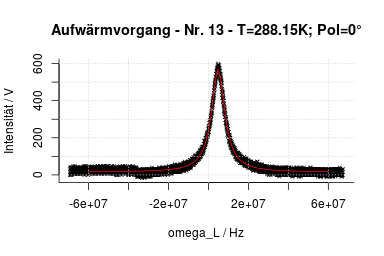 Aufwärmvorgang - Nr. 13 - T=288.15K; Pol=0°
Intensität / V
600
400
200
0
-6e+07 -2e+07 2e+07 6e+07
omega_L / Hz